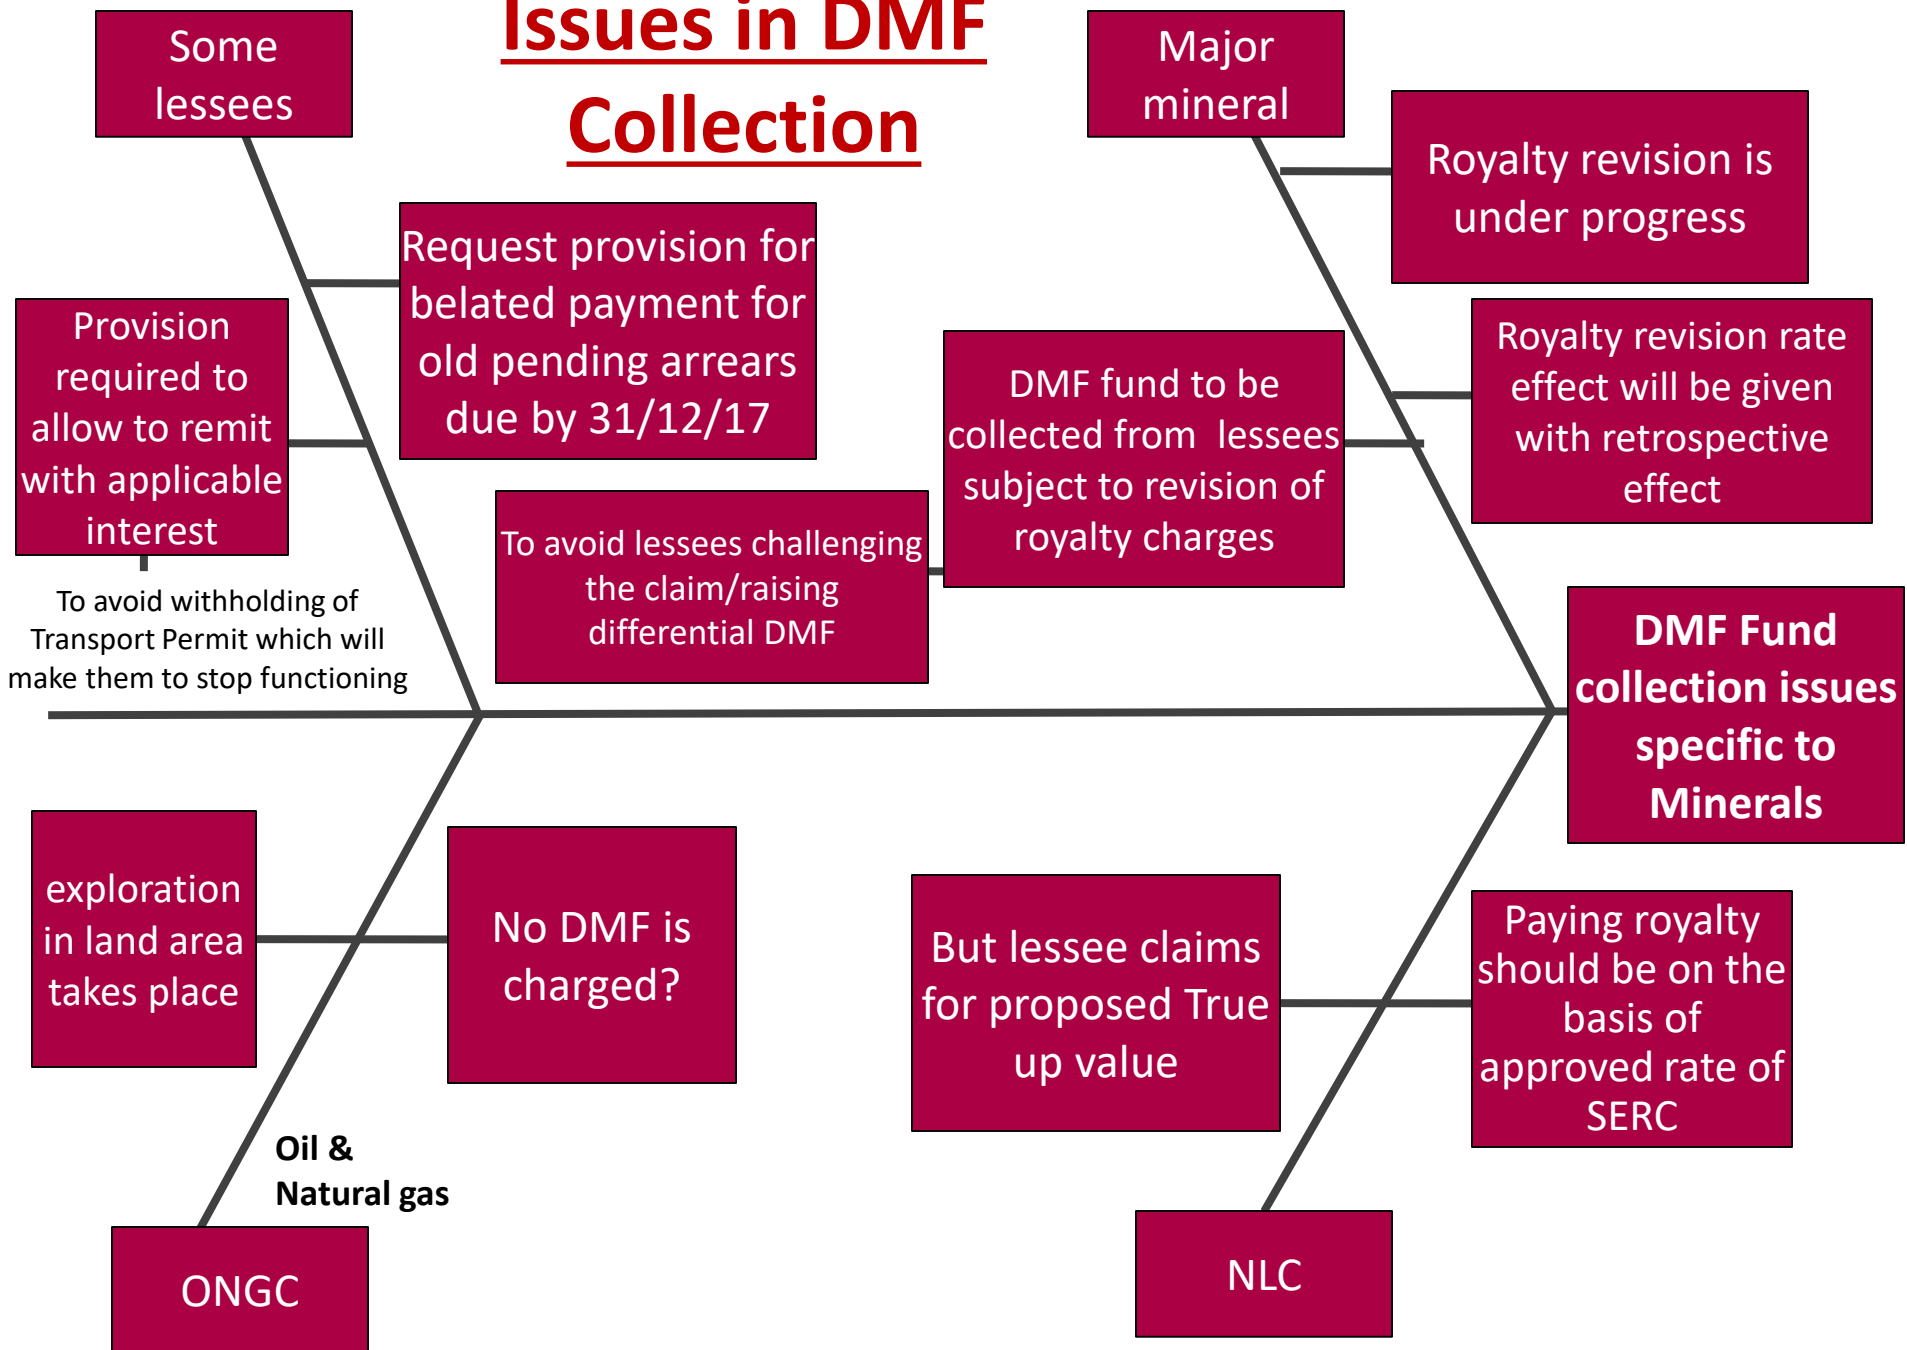 Issues in DMF
Collection
Some
lessees
Request provision for
belated payment for
old pending arrears
due by 31/12/17
Provision
required to
allow to remit
with applicable
interest
To avoid withholding of
Transport Permit which will
make them to stop functioning
Major
mineral
Royalty revision is
under progress
Royalty revision rate
effect will be given
with retrospective
effect
DMF fund to be
collected from lessees
subject to revision of
royalty charges
To avoid lessees challenging
the claim/raising
differential DMF
DMF Fund
collection issues
specific to
Minerals
exploration
in land area
takes place
No DMF is
charged?
Oil &
Natural gas
ONGC
But lessee claims
for proposed True
up value
Paying royalty
should be on the
basis of
approved rate of
SERC
NLC